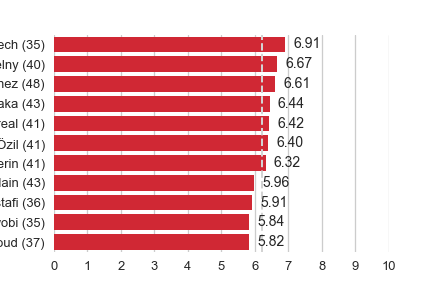 ech (35) 6.91
elny (40) 6.67
nez (48) 6.61
aka (43) 6.44
real (41) 6.42
Özil (41) 6.40
erin (41) 6.32
lain (43) 5.96
stafi (36) 5.91
obi (35) 5.84
oud (37) 5.82
0 1 2 3 4 5 6 7 8 9 10